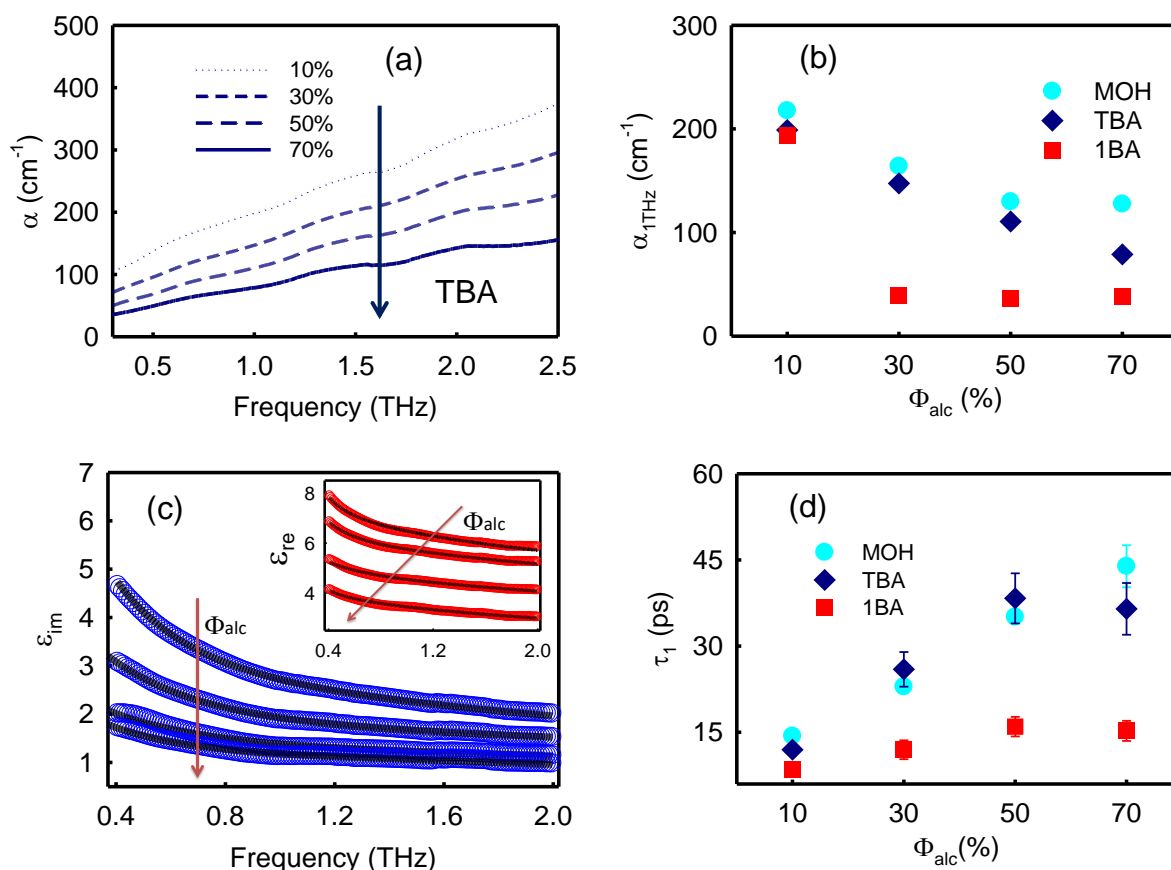 500
400
300
200
100
0
α (cm⁻¹)
10%
30%
50%
70%
(a)
TBA
0.5 1.0 1.5 2.0 2.5
Frequency (THz)
300
200
100
0
α1THz (cm⁻¹)
(b)
MOH
TBA
1BA
10 30 50 70
Φalc (%)
7
6
5
4
3
2
1
εim
(c)
Φalc
8
6
4
εre
Φalc
0.4 1.2 2.0
0.4 0.8 1.2 1.6 2.0
Frequency (THz)
60
45
30
15
τ1 (ps)
(d)
MOH
TBA
1BA
10 30 50 70
Φalc(%)